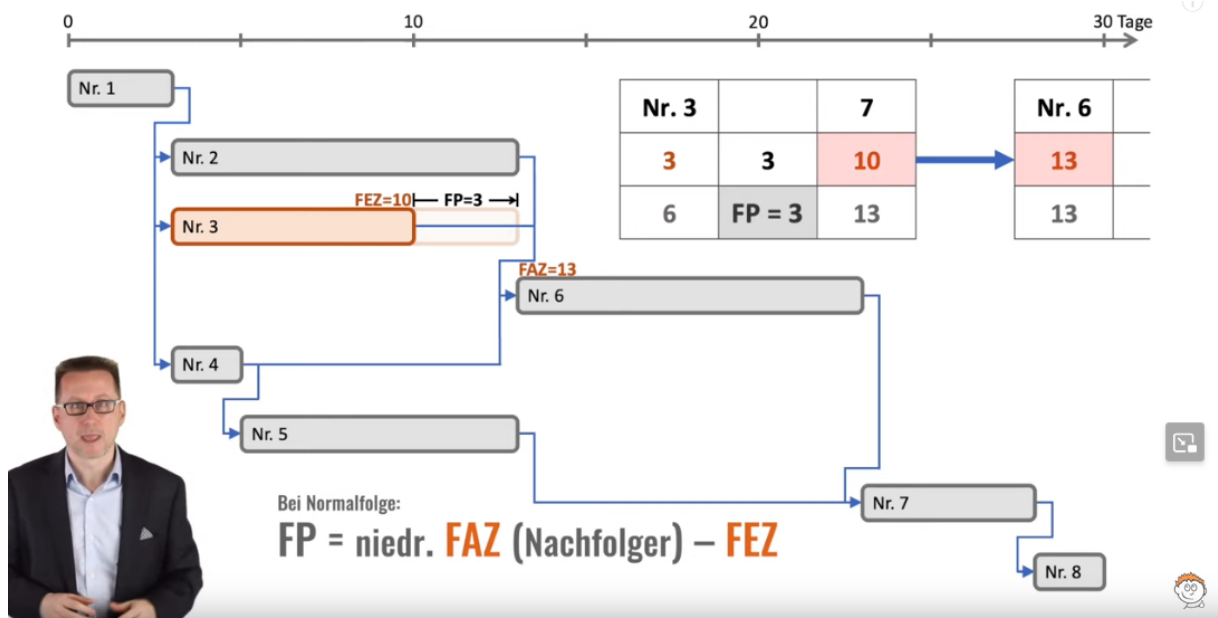 0 10 20 30 Tage
Nr. 1
Nr. 2
FEZ=10 FP=3
Nr. 3
FAZ=13
Nr. 6
Nr. 4
Nr. 5
Nr. 7
Nr. 8
Nr. 3 7
3 3 10
6 FP = 3 13
Nr. 6
13
13
Bei Normalfolge:
FP = niedr. FAZ (Nachfolger) – FEZ